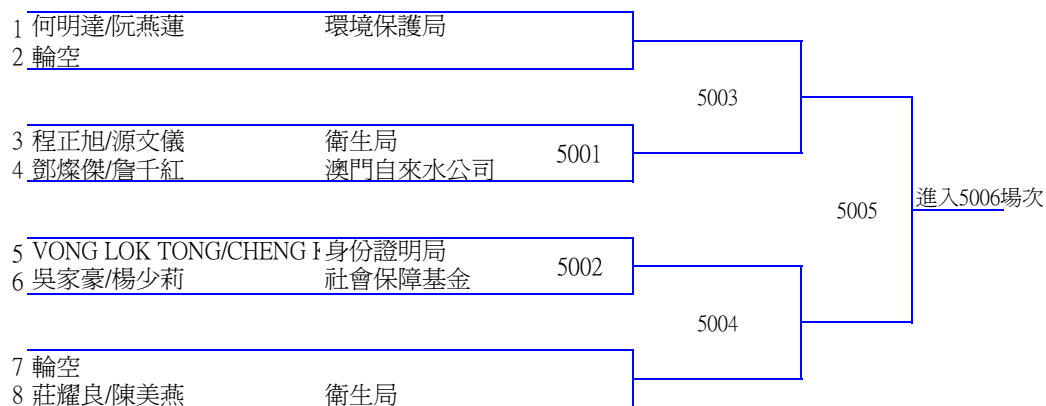 1 何明達/阮燕蓮 環境保護局
2 輪空
5003
3 程正旭/源文儀 衛生局
4 鄧燦傑/詹千紅 澳門自來水公司
5001
5005
進入5006場次
5 VONG LOK TONG/CHENG 身份證明局
6 吳家豪/楊少莉 社會保障基金
5002
5004
7 輪空
8 莊耀良/陳美燕 衛生局